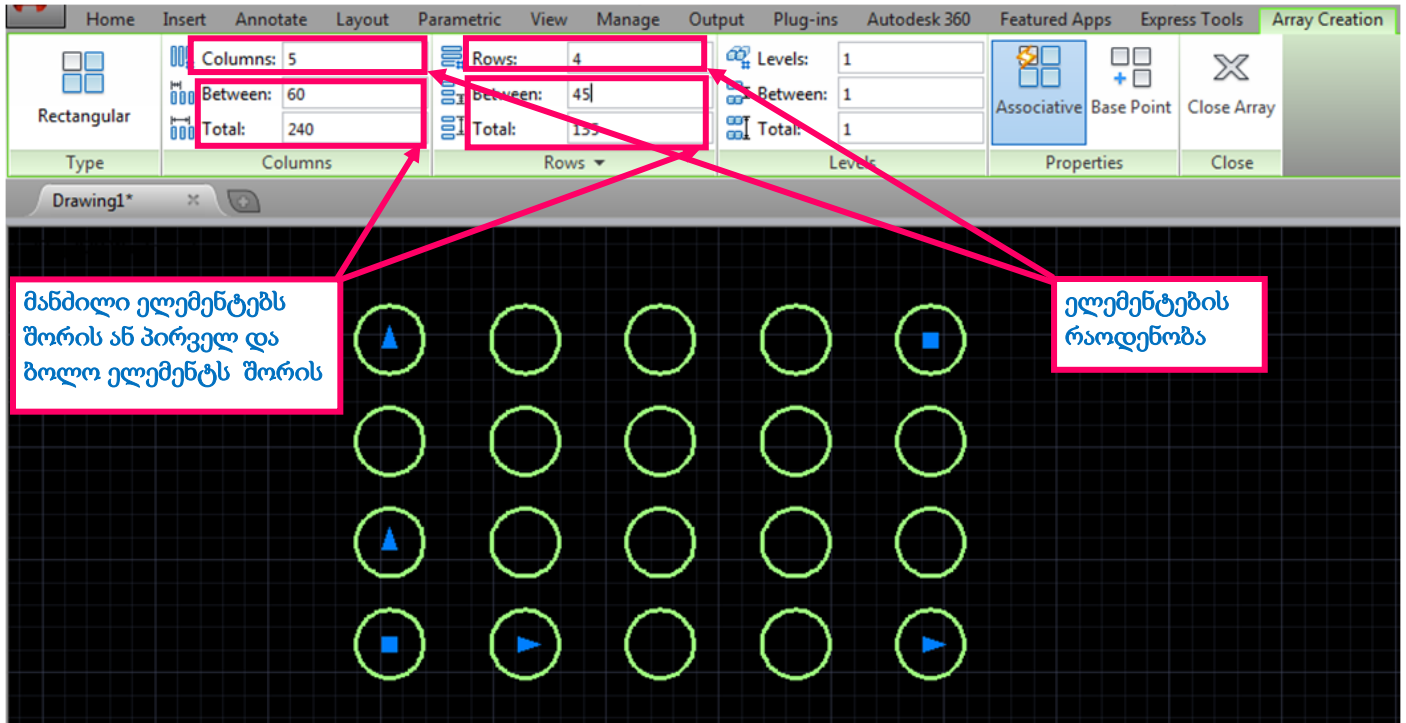 Home Insert Annotate Layout Parametric View Manage Output Plug-ins Autodesk 360 Featured Apps Express Tools Array Creation
Columns: 5 Rows: 4 Levels: 1
Between: 60 Between: 45 Between: 1
Rectangular Associative Base Point Close Array
Total: 240 Total: Total: 1
Type Columns Rows Levels Properties Close
Drawing1*
მანძილი ელემენტებს
შორის ან პირველ და
ბოლო ელემენტს შორის
ელემენტების
რაოდენობა